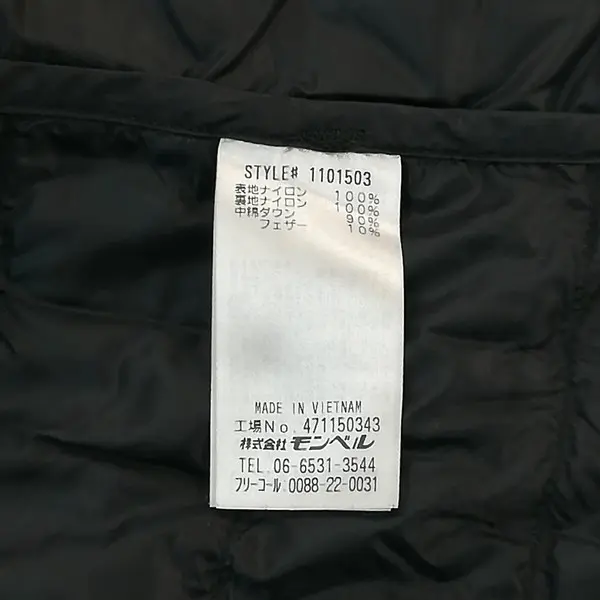 STYLE# 1101503
表地ナイロン 100%
裏地ナイロン 100%
中綿ダウン 90%
フェザー 10%
MADE IN VIETNAM
工場No. 471150343
株式会社 モンベル
TEL. 06-6531-3544
フリーコール 0088-22-0031